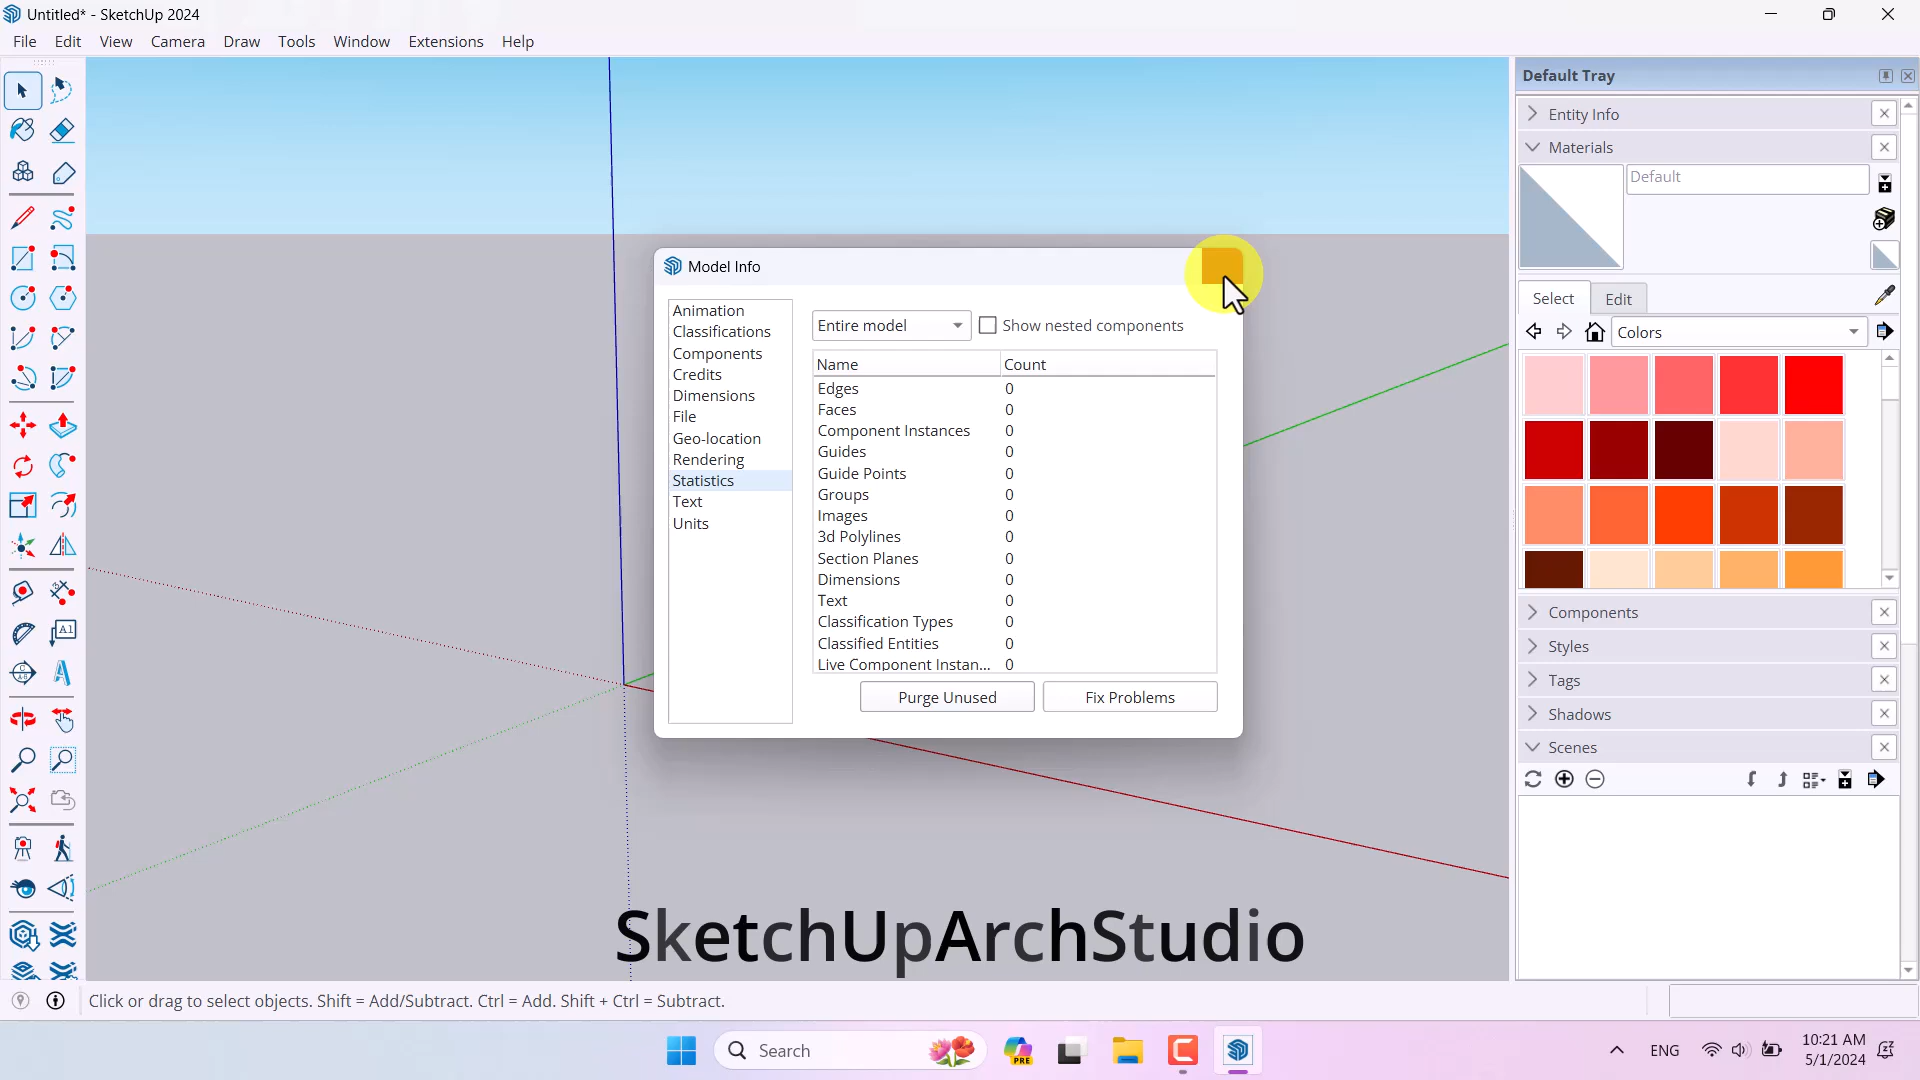 Untitled* - SketchUp 2024
File Edit View Camera Draw Tools Window Extensions Help
Default Tray
Entity Info
Materials
Default
Select Edit
Colors
Components
Styles
Tags
Shadows
Scenes
Model Info
Animation
Classifications
Components
Credits
Dimensions
File
Geo-location
Rendering
Statistics
Text
Units
Entire model Show nested components
Name Count
Edges 0
Faces 0
Component Instances 0
Guides 0
Guide Points 0
Groups 0
Images 0
3d Polylines 0
Section Planes 0
Dimensions 0
Text 0
Classification Types 0
Classified Entities 0
Live Component Instan... 0
Purge Unused Fix Problems
A1
SketchUpArchStudio
Click or drag to select objects. Shift = Add/Subtract. Ctrl = Add. Shift + Ctrl = Subtract.
Search
PRE
ENG
10:21 AM
5/1/2024